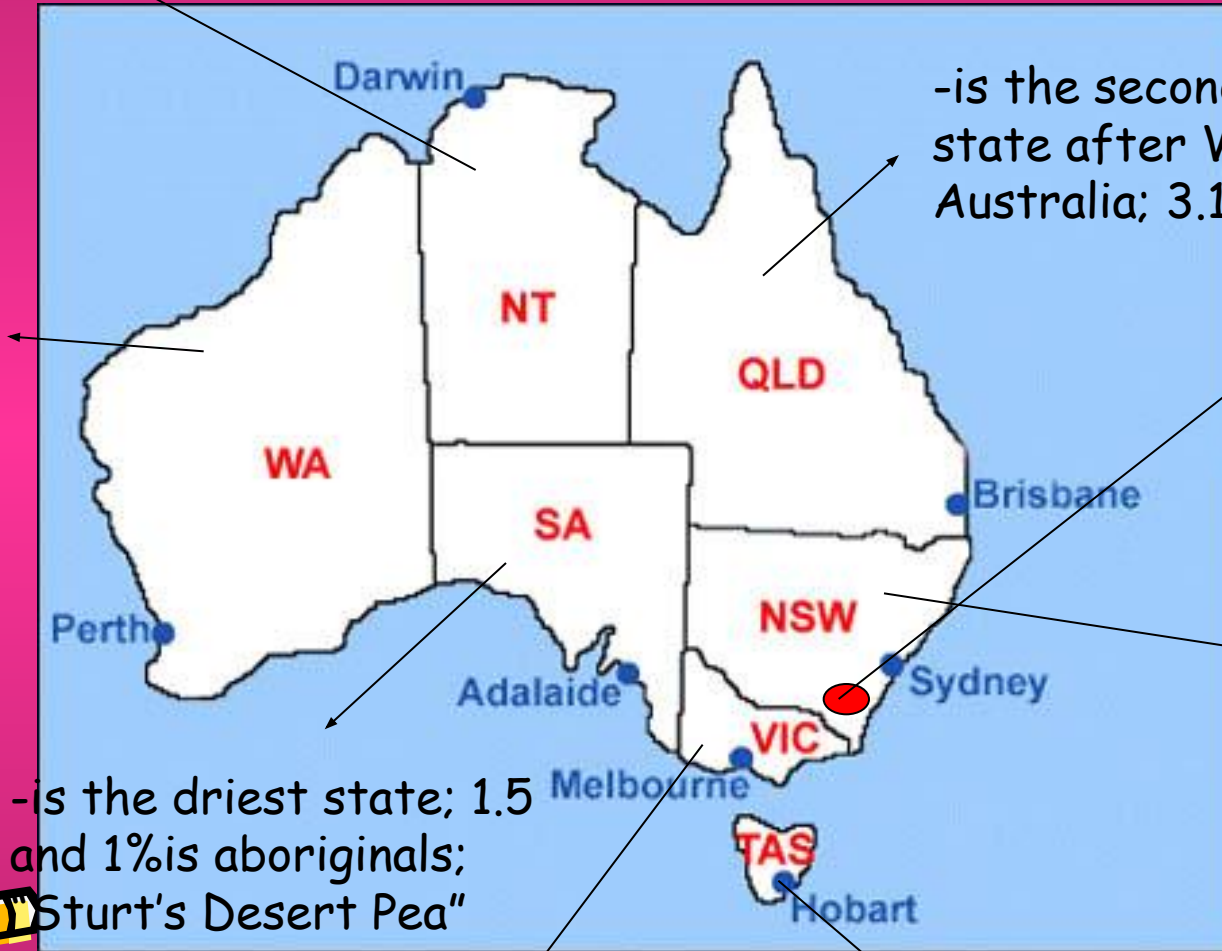 Darwin
-is the second
state after W
Australia; 3.1
NT
QLD
WA
Brisbane
SA
NSW
Perth
Adalaide
Sydney
VIC
Melbourne
-is the driest state; 1.5
and 1%is aboriginals;
Sturt's Desert Pea”
TAS
Hobart